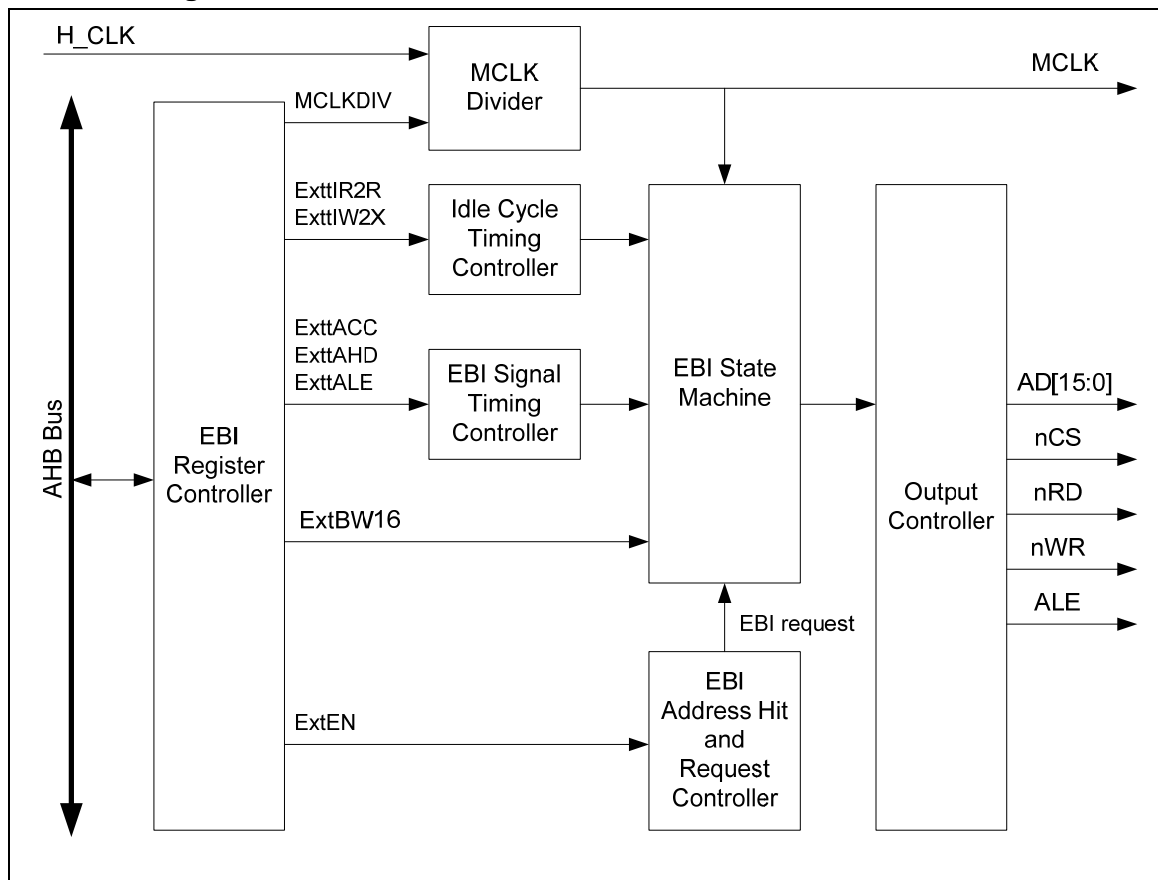 H_CLK
MCLK
Divider
MCLK
MCLKDIV
ExttIR2R
ExttIW2X
Idle Cycle
Timing
Controller
ExttACC
ExttAHD
ExttALE
EBI Signal
Timing
Controller
EBI State
Machine
AD[15:0]
nCS
nRD
nWR
ALE
AHB Bus
EBI
Register
Controller
Output
Controller
ExtBW16
EBI request
ExtEN
EBI
Address Hit
and
Request
Controller